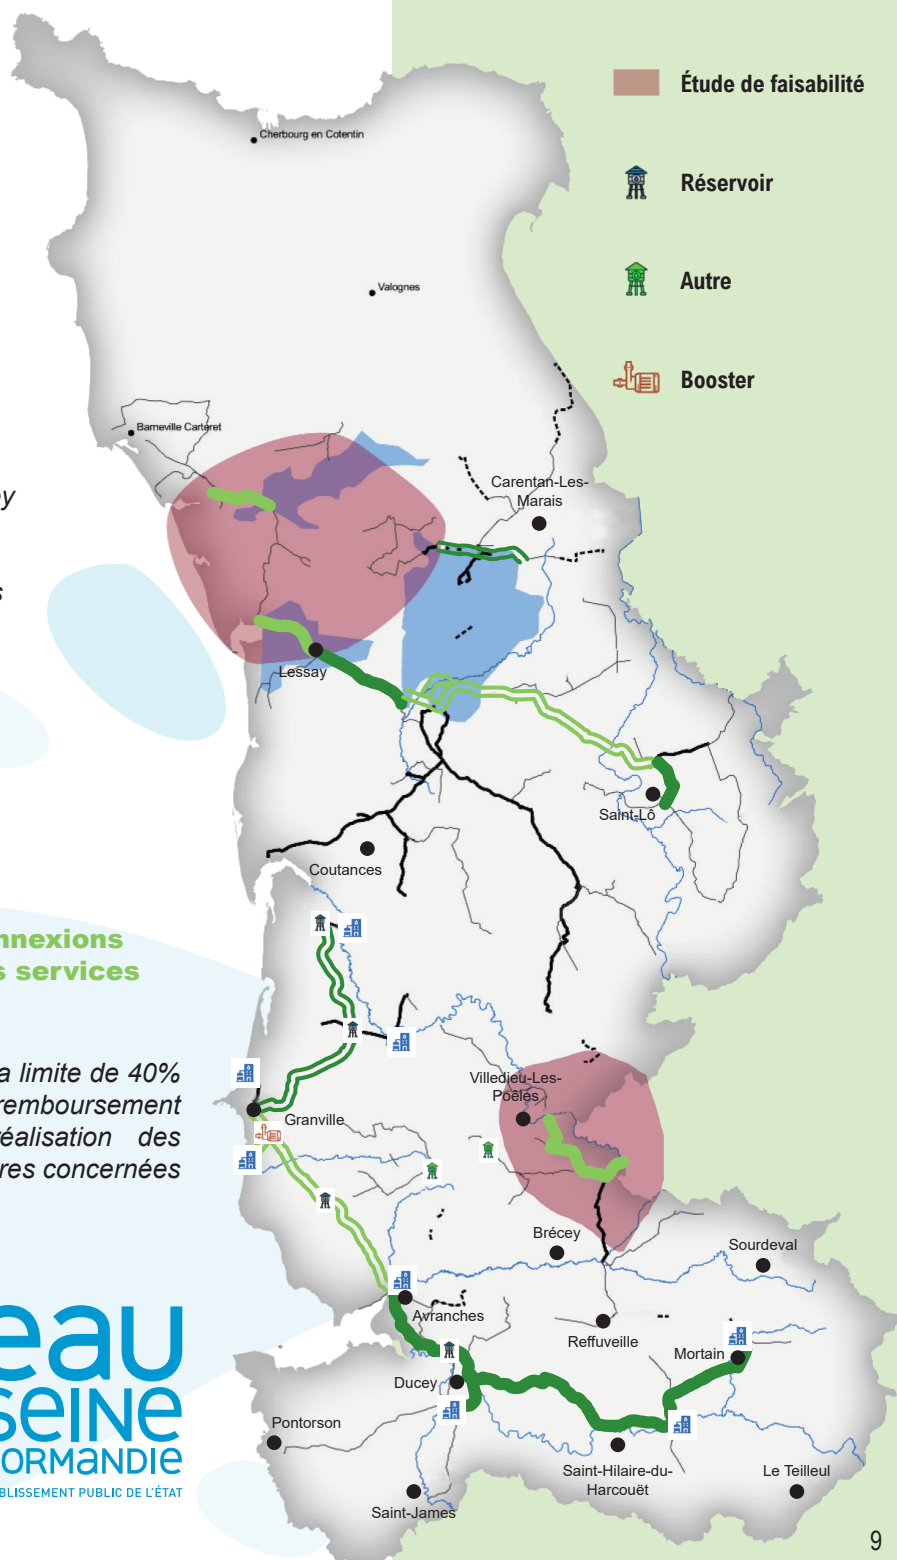 Étude de faisabilité
Réservoir
Autre
Booster
Cherbourg en Cotentin
Valognes
Barneville Carteret
Carentan-Les-
Marais
Lessay
Saint-Lô
Coutances
nnexions
s services
a limite de 40%
remboursement
réalisation des
res concernées
Villedieu-Les-
Poêles
Granville
Brécey
Sourdeval
Avranches
Reffuveille
Mortain
Ducey
Pontorson
Saint-Hilaire-du-
Harcouët
Le Teilleul
Saint-James
eau
seine
ORMANDIE
BLISSEMENT PUBLIC DE L'ÉTAT
9